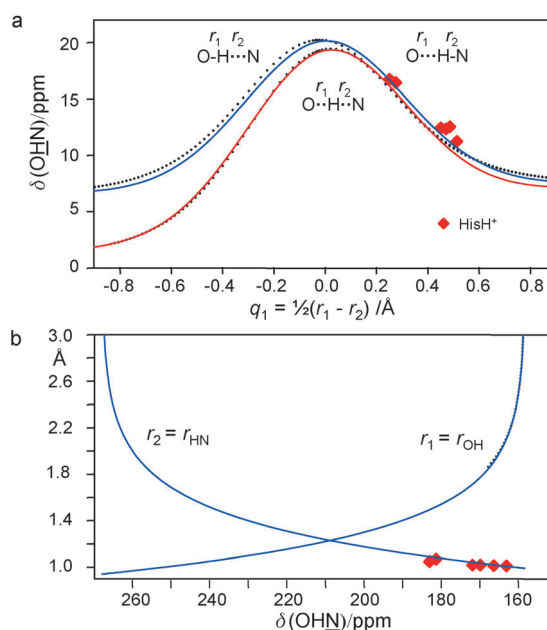 a
r₁ r₂
O-H···N
r₁ r₂
O···H-N
r₁ r₂
O··H··N
20
15
10
5
0
δ(OHN)/ppm
HisH⁺
-0.8 -0.6 -0.4 -0.2 0.0 0.2 0.4 0.6 0.8
q₁ = ½(r₁ - r₂) /Å
b
3.0
Å
2.6
2.2
1.8
1.4
1.0
r₂ = r_HN
r₁ = r_OH
260 240 220 200 180 160
δ(OHN)/ppm